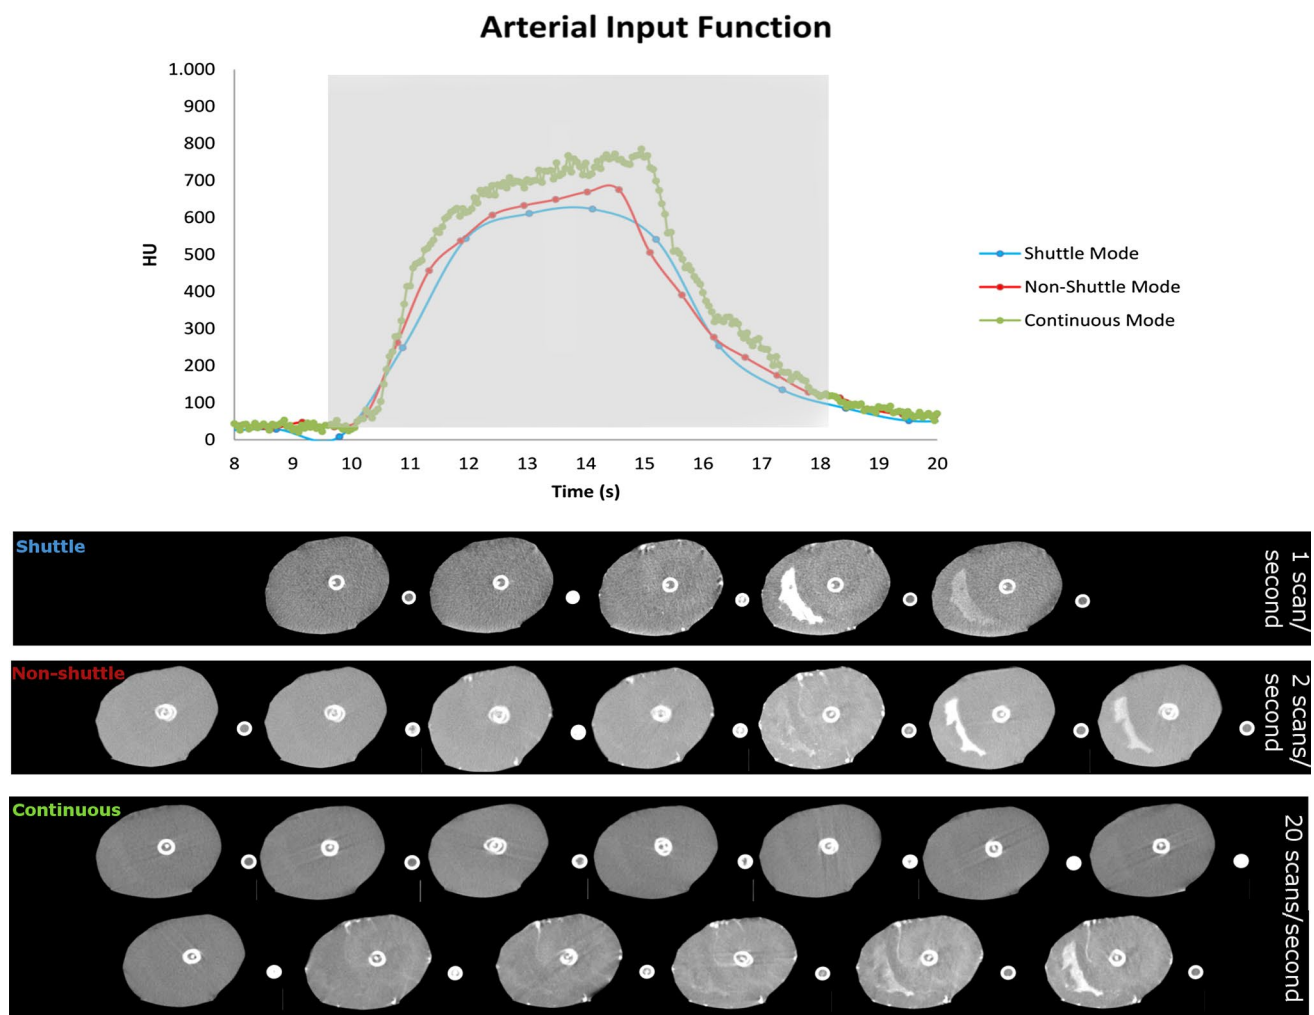 Arterial Input Function
1.000
900
800
700
600
500
400
300
200
100
0
HU
8 9 10 11 12 13 14 15 16 17 18 19 20
Time (s)
Shuttle Mode
Non-Shuttle Mode
Continuous Mode
Shuttle
1 scan/
second
Non-shuttle
2 scans/
second
Continuous
20 scans/second